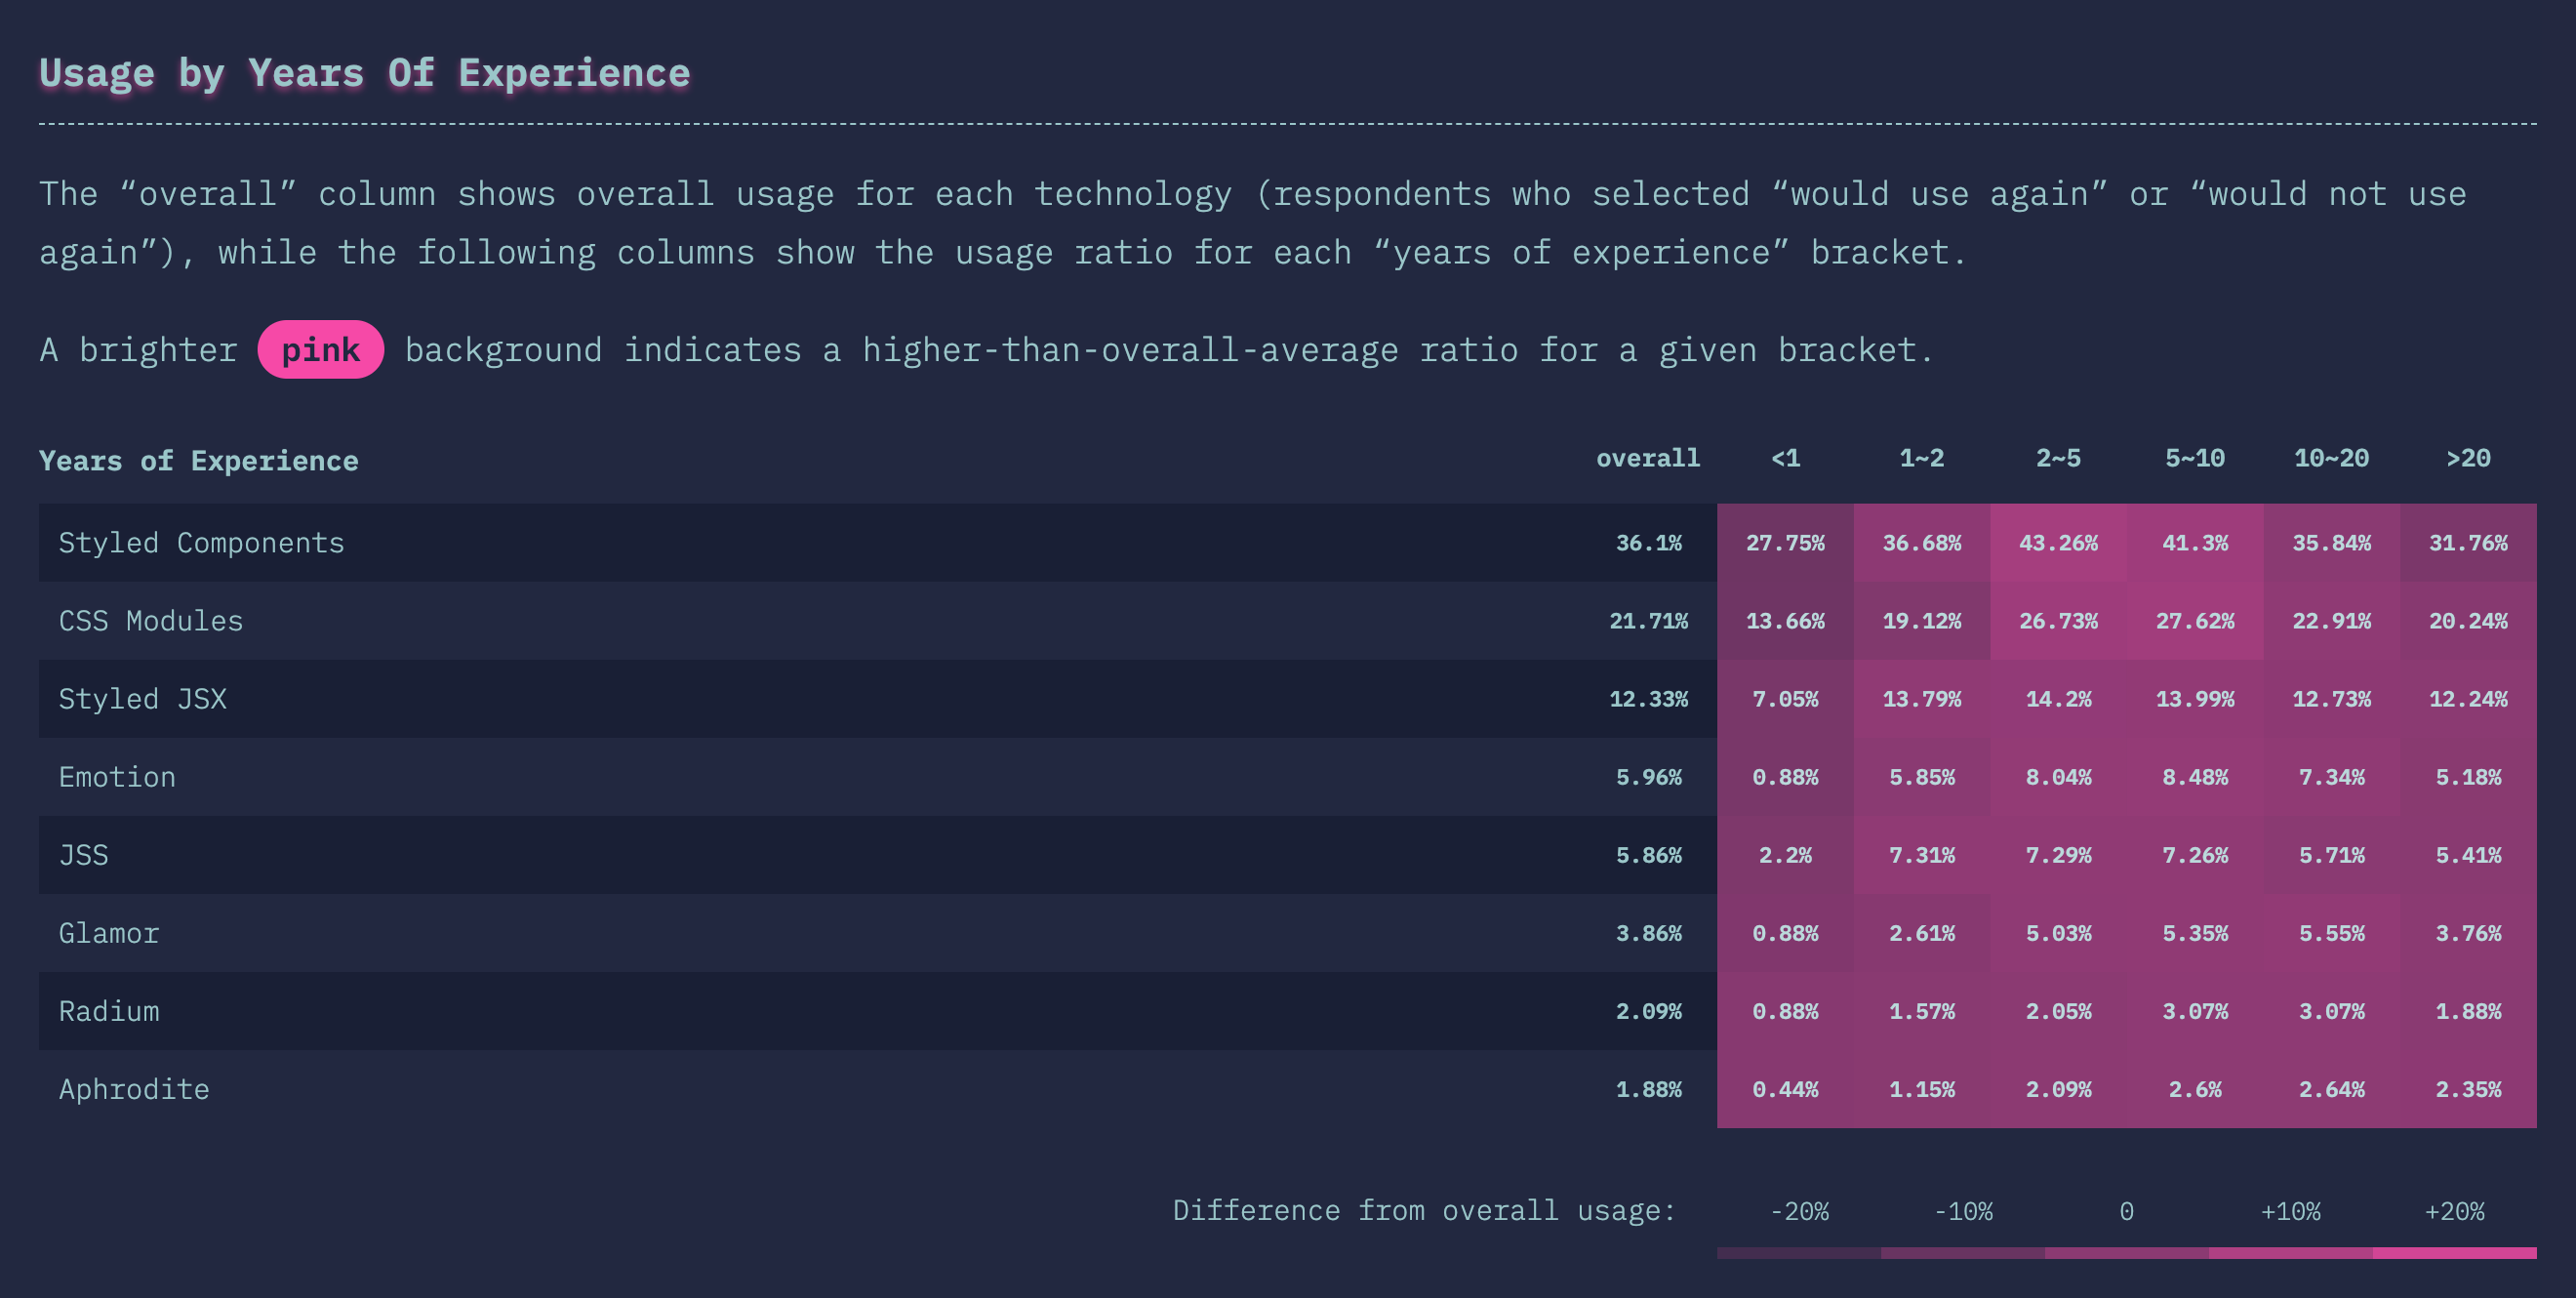 Usage by Years Of Experience
The “overall” column shows overall usage for each technology (respondents who selected “would use again” or “would not use
again”), while the following columns show the usage ratio for each “years of experience” bracket.
A brighter pink background indicates a higher-than-overall-average ratio for a given bracket.
Years of Experience overall <1 1~2 2~5 5~10 10~20 >20
Styled Components 36.1% 27.75% 36.68% 43.26% 41.3% 35.84% 31.76%
CSS Modules 21.71% 13.66% 19.12% 26.73% 27.62% 22.91% 20.24%
Styled JSX 12.33% 7.05% 13.79% 14.2% 13.99% 12.73% 12.24%
Emotion 5.96% 0.88% 5.85% 8.04% 8.48% 7.34% 5.18%
JSS 5.86% 2.2% 7.31% 7.29% 7.26% 5.71% 5.41%
Glamor 3.86% 0.88% 2.61% 5.03% 5.35% 5.55% 3.76%
Radium 2.09% 0.88% 1.57% 2.05% 3.07% 3.07% 1.88%
Aphrodite 1.88% 0.44% 1.15% 2.09% 2.6% 2.64% 2.35%
Difference from overall usage: -20% -10% 0 +10% +20%